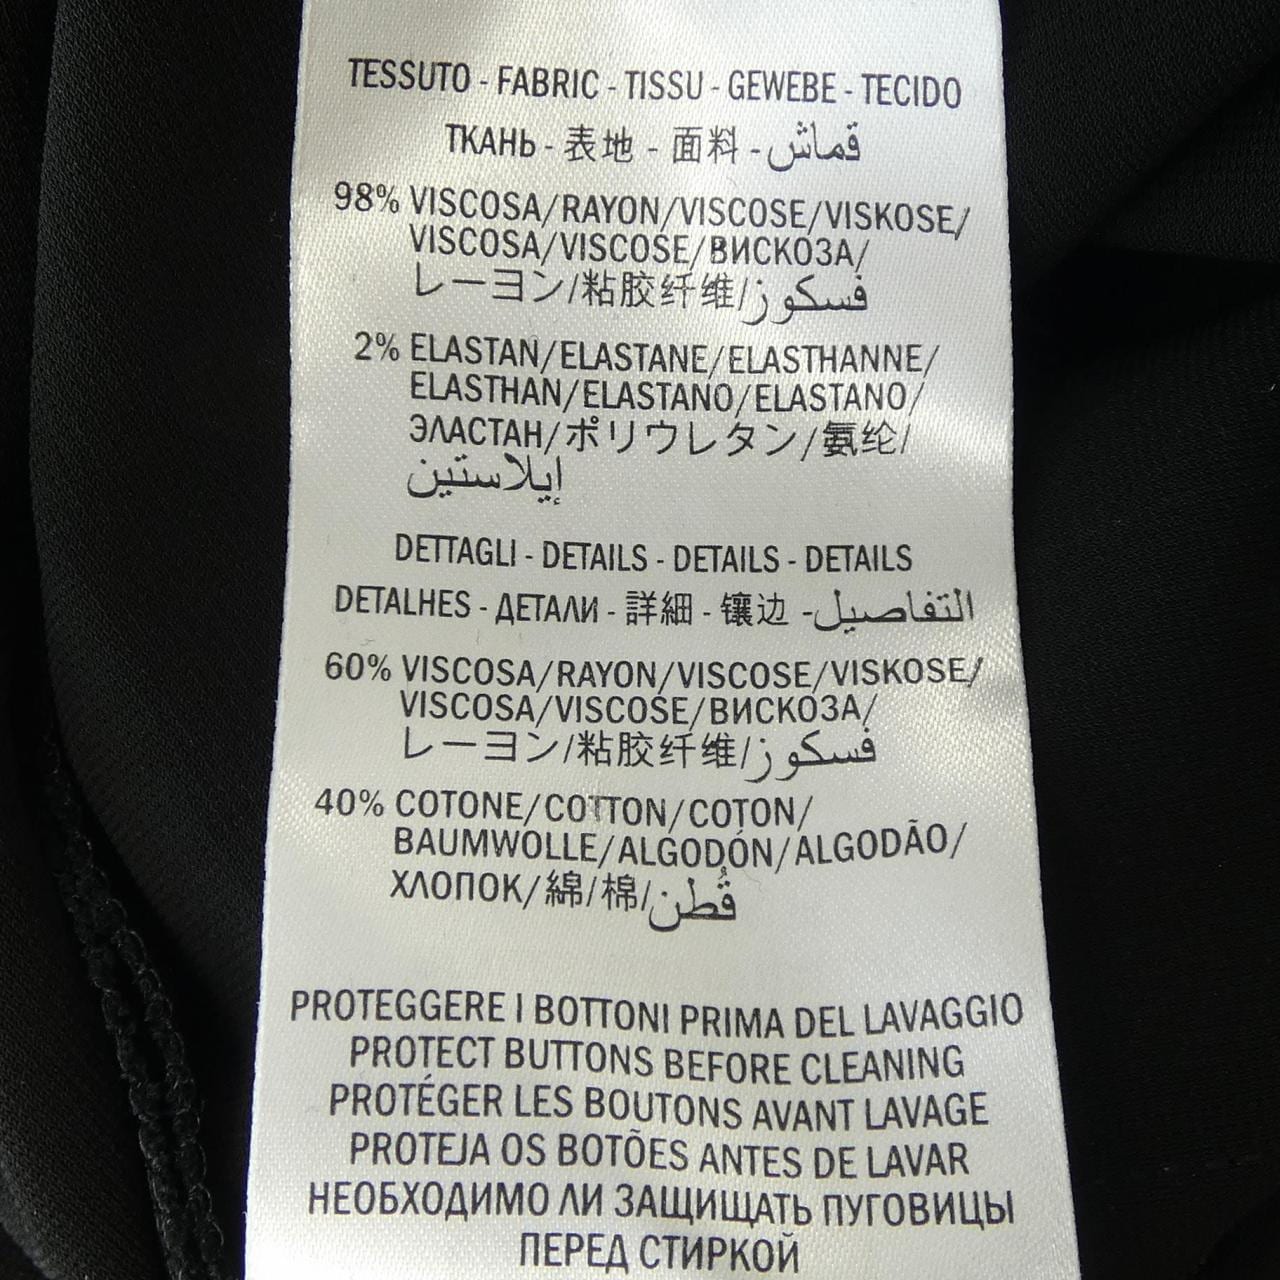 TESSUTO - FABRIC - TISSU - GEWEBE - TECIDO
ТКАНЬ - 表地 - 面料 - قماش
98% VISCOSA/RAYON/VISCOSE/VISKOSE/
VISCOSA/VISCOSE/ВИСКОЗА/
レーヨン/粘胶纤维/فسكوز
2% ELASTAN/ELASTANE/ELASTHANNE/
ELASTHAN/ELASTANO/ELASTANO/
ЭЛАСТАН/ポリウレタン/氨纶/
إيلاستين
DETTAGLI - DETAILS - DETAILS - DETAILS
DETALHES - ДЕТАЛИ - 詳細 - 镶边 - التفاصيل
60% VISCOSA/RAYON/VISCOSE/VISKOSE/
VISCOSA/VISCOSE/ВИСКОЗА/
レーヨン/粘胶纤维/فسكوز
40% COTONE/COTTON/COTON/
BAUMWOLLE/ALGODÓN/ALGODÃO/
ХЛОПОК/綿/棉/قُطن
PROTEGGERE I BOTTONI PRIMA DEL LAVAGGIO
PROTECT BUTTONS BEFORE CLEANING
PROTÉGER LES BOUTONS AVANT LAVAGE
PROTEJA OS BOTÕES ANTES DE LAVAR
НЕОБХОДИМО ЛИ ЗАЩИЩАТЬ ПУГОВИЦЫ
ПЕРЕД СТИРКОЙ